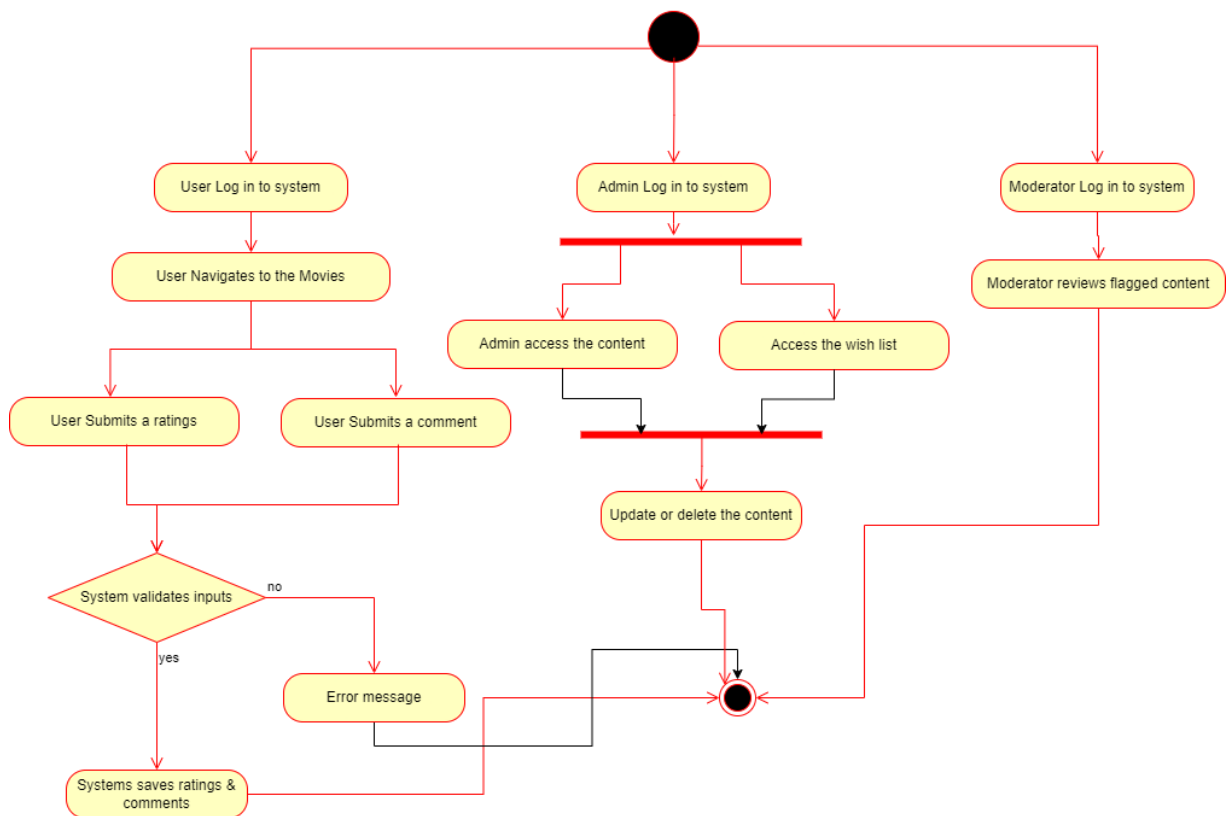 User Log in to system
Admin Log in to system
Moderator Log in to system
User Navigates to the Movies
Moderator reviews flagged content
Admin access the content
Access the wish list
User Submits a ratings
User Submits a comment
Update or delete the content
System validates inputs
no
yes
Error message
Systems saves ratings &
comments